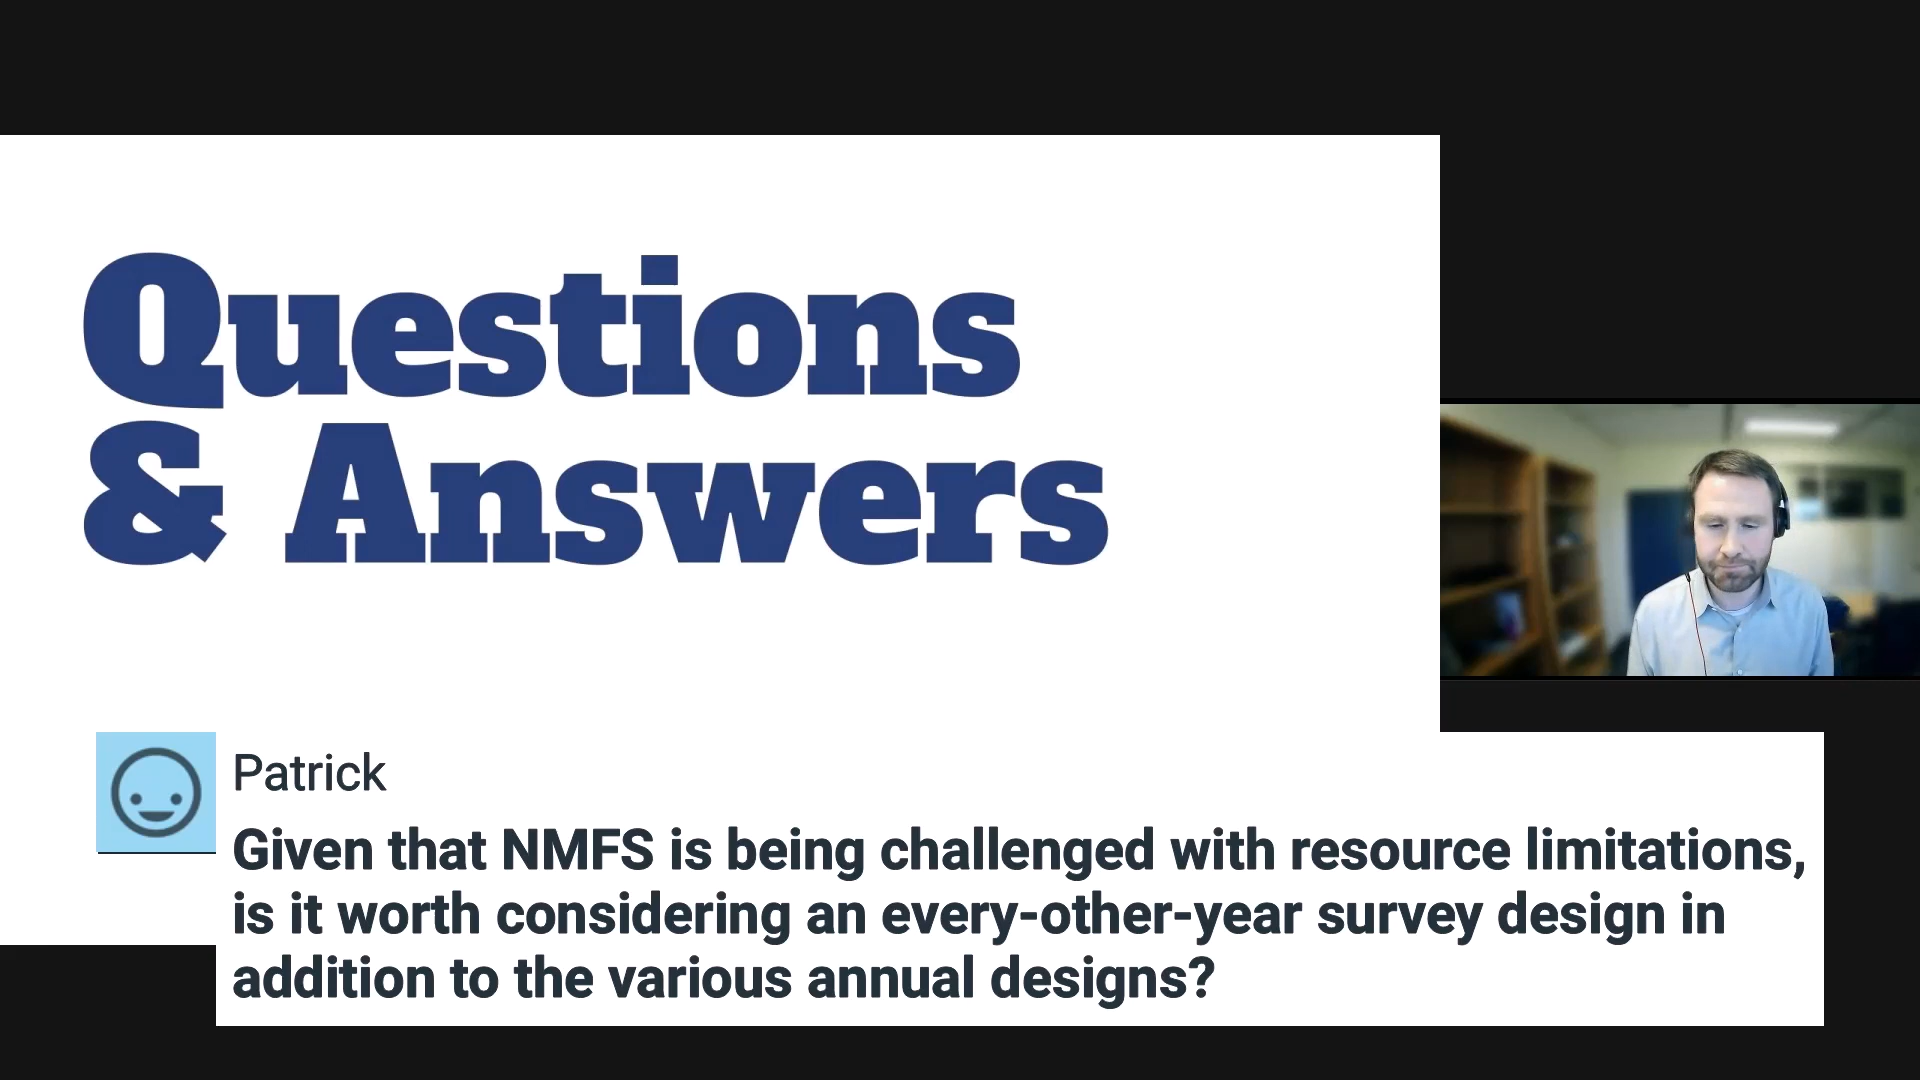 Questions
& Answers
Patrick
Given that NMFS is being challenged with resource limitations,
is it worth considering an every-other-year survey design in
addition to the various annual designs?